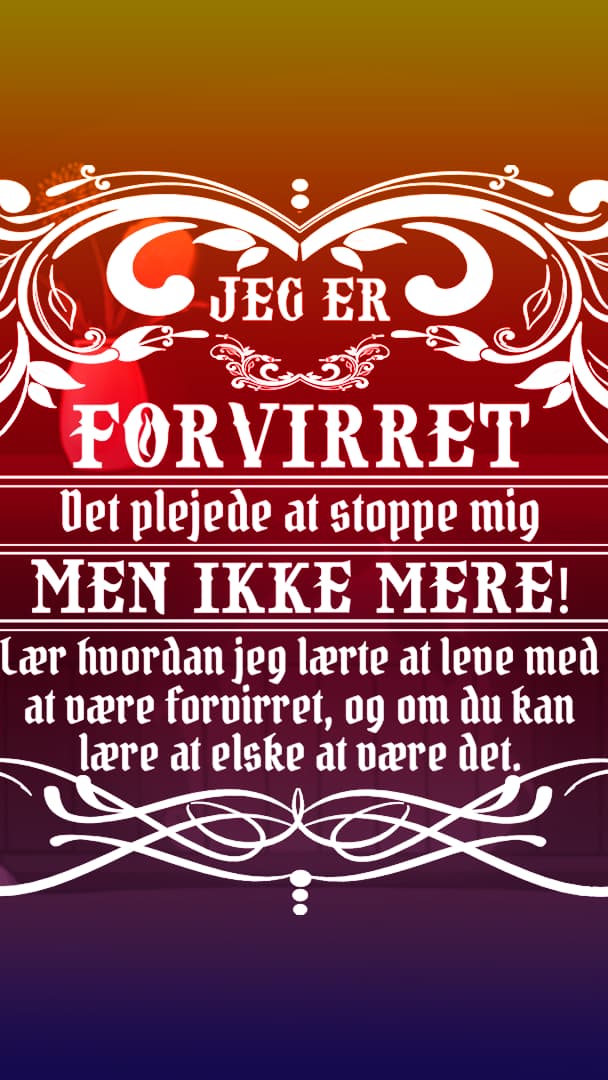 JEG ER
FORVIRRET
Det plejede at stoppe mig
MEN IKKE MERE!
Lær hvordan jeg lærte at leve med
at være forvirret, og om du kan
lære at elske at være det.